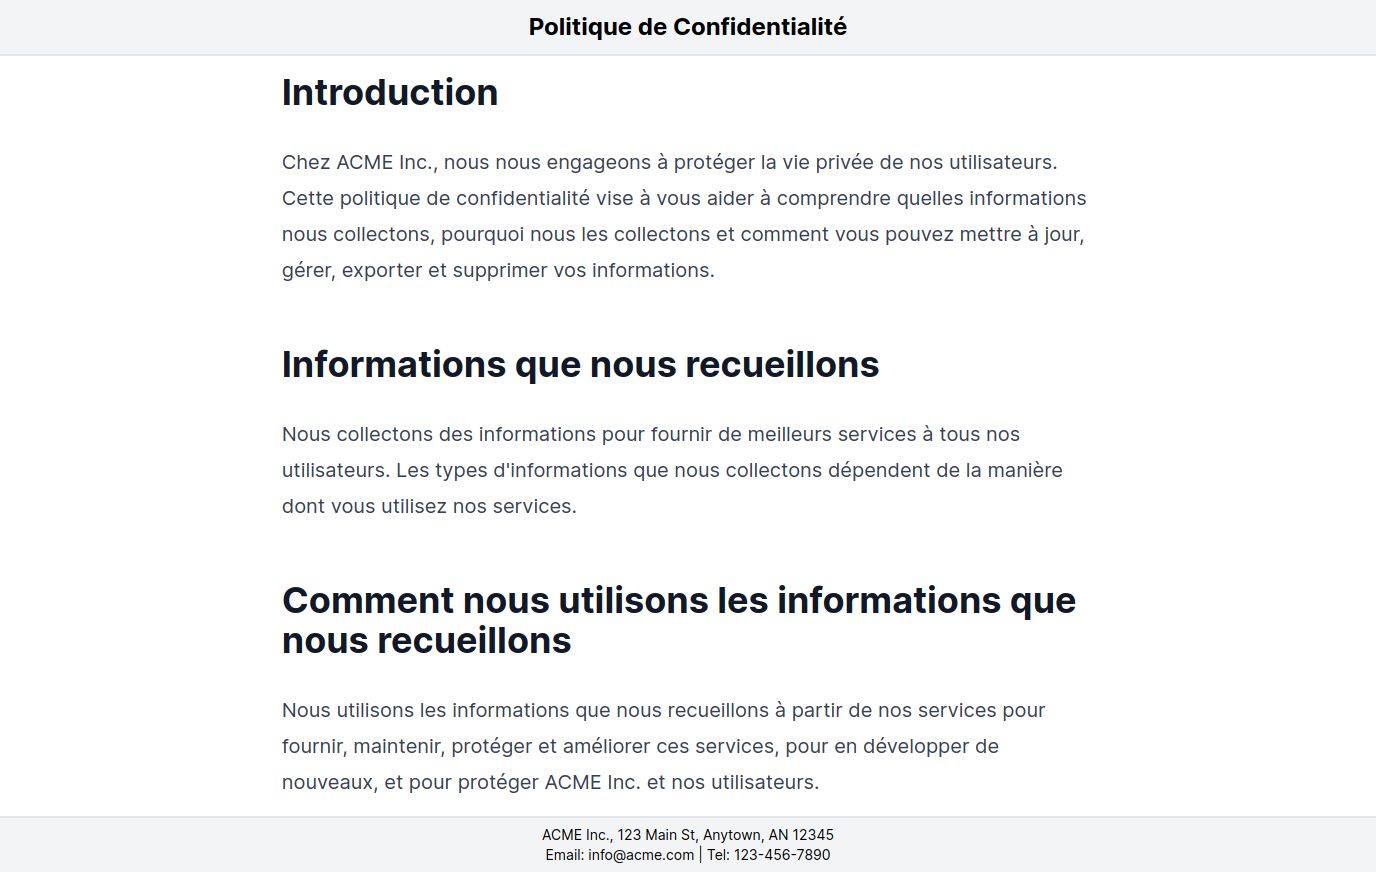 Politique de Confidentialité
Introduction
Chez ACME Inc., nous nous engageons à protéger la vie privée de nos utilisateurs.
Cette politique de confidentialité vise à vous aider à comprendre quelles informations
nous collectons, pourquoi nous les collectons et comment vous pouvez mettre à jour,
gérer, exporter et supprimer vos informations.
Informations que nous recueillons
Nous collectons des informations pour fournir de meilleurs services à tous nos
utilisateurs. Les types d'informations que nous collectons dépendent de la manière
dont vous utilisez nos services.
Comment nous utilisons les informations que
nous recueillons
Nous utilisons les informations que nous recueillons à partir de nos services pour
fournir, maintenir, protéger et améliorer ces services, pour en développer de
nouveaux, et pour protéger ACME Inc. et nos utilisateurs.
ACME Inc., 123 Main St, Anytown, AN 12345
Email: info@acme.com | Tel: 123-456-7890